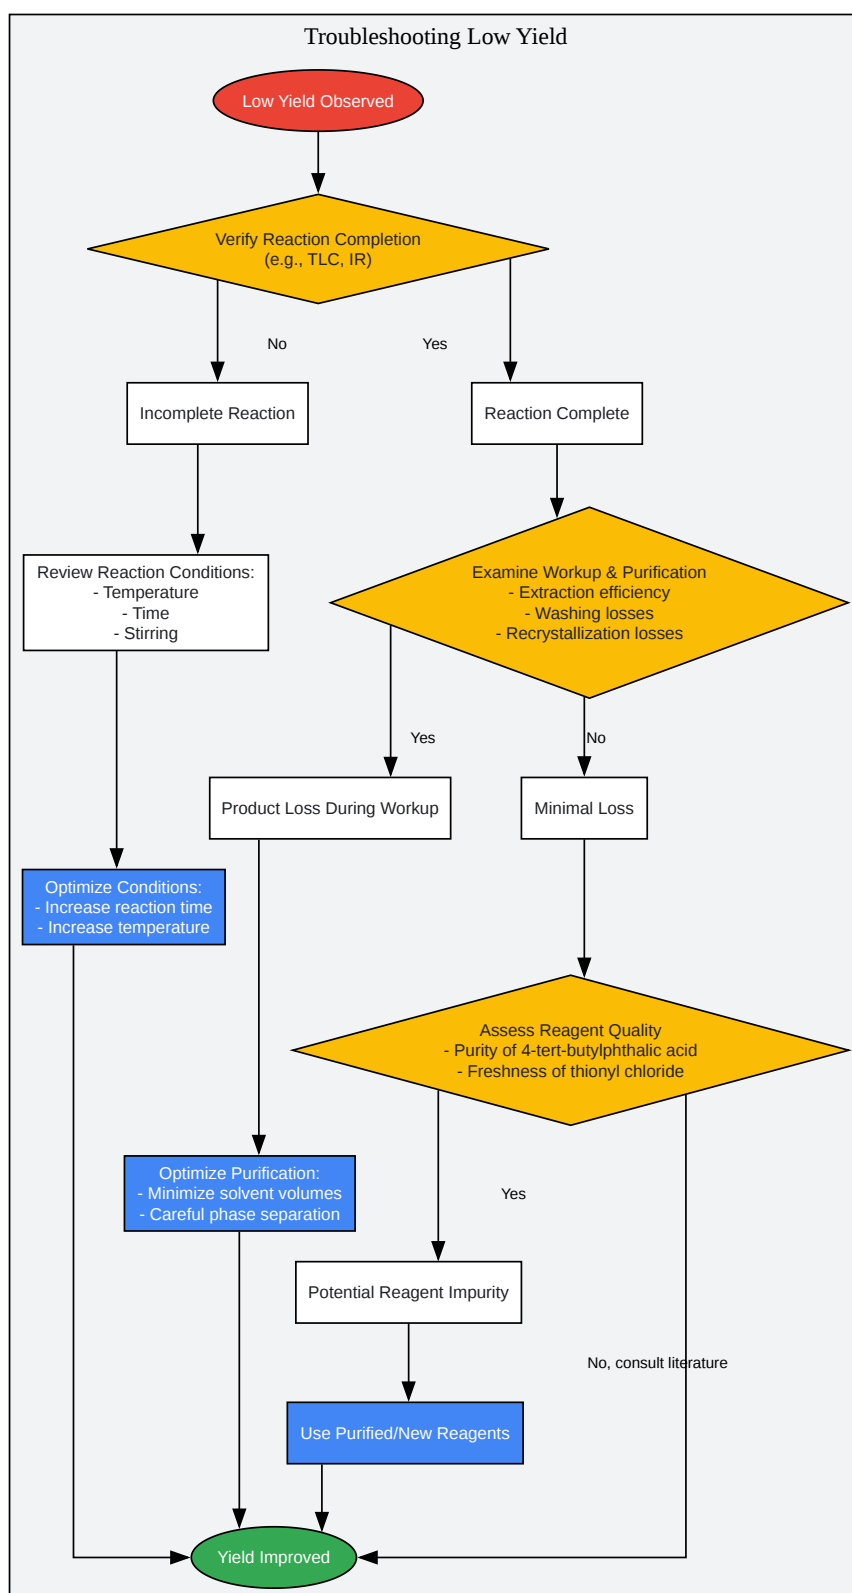 Troubleshooting Low Yield
Low Yield Observed
Verify Reaction Completion
(e.g., TLC, IR)
No
Yes
Incomplete Reaction
Reaction Complete
Review Reaction Conditions:
- Temperature
- Time
- Stirring
Examine Workup & Purification
- Extraction efficiency
- Washing losses
- Recrystallization losses
Yes
No
Product Loss During Workup
Minimal Loss
Optimize Conditions:
- Increase reaction time
- Increase temperature
Assess Reagent Quality
- Purity of 4-tert-butylphthalic acid
- Freshness of thionyl chloride
Optimize Purification:
- Minimize solvent volumes
- Careful phase separation
Yes
Potential Reagent Impurity
No, consult literature
Use Purified/New Reagents
Yield Improved